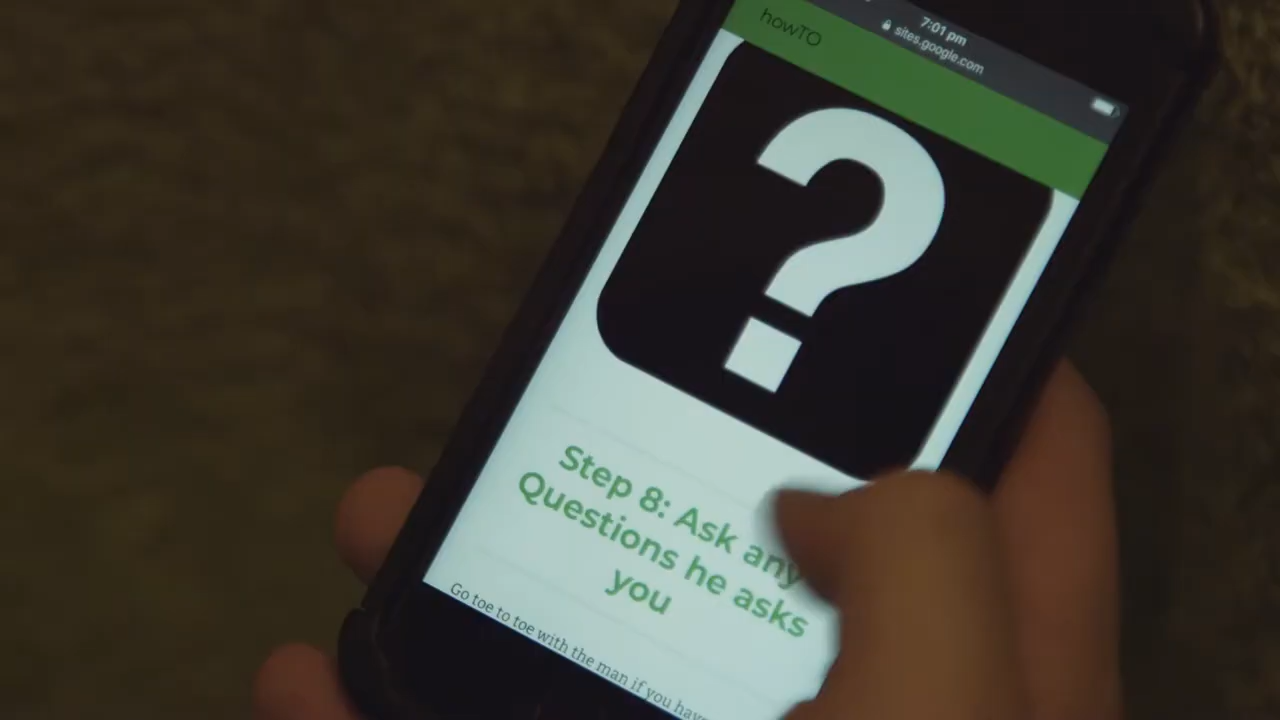 7:01 pm
sites.google.com
howTO
?
Step 8: Ask any
Questions he asks
you
Go toe to toe with the man if you have